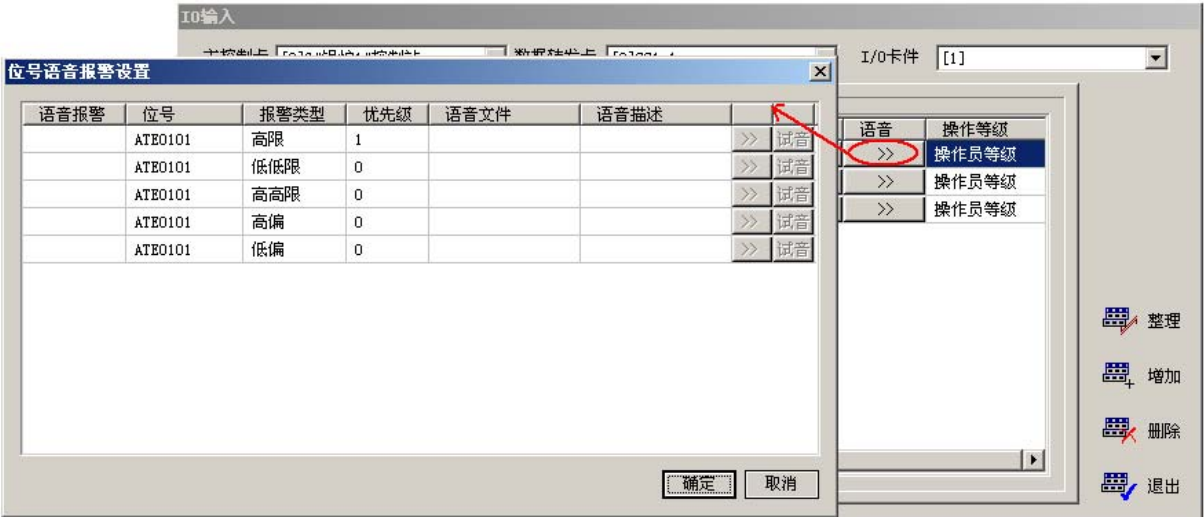 IO输入
I/O卡件 [1]
位号语音报警设置
语音报警 位号 报警类型 优先级 语音文件 语音描述
ATE0101 高限 1 >> 试音
ATE0101 低低限 0 >> 试音
ATE0101 高高限 0 >> 试音
ATE0101 高偏 0 >> 试音
ATE0101 低偏 0 >> 试音
语音 操作等级
>> 操作员等级
>> 操作员等级
>> 操作员等级
整理
增加
删除
退出
确定 取消